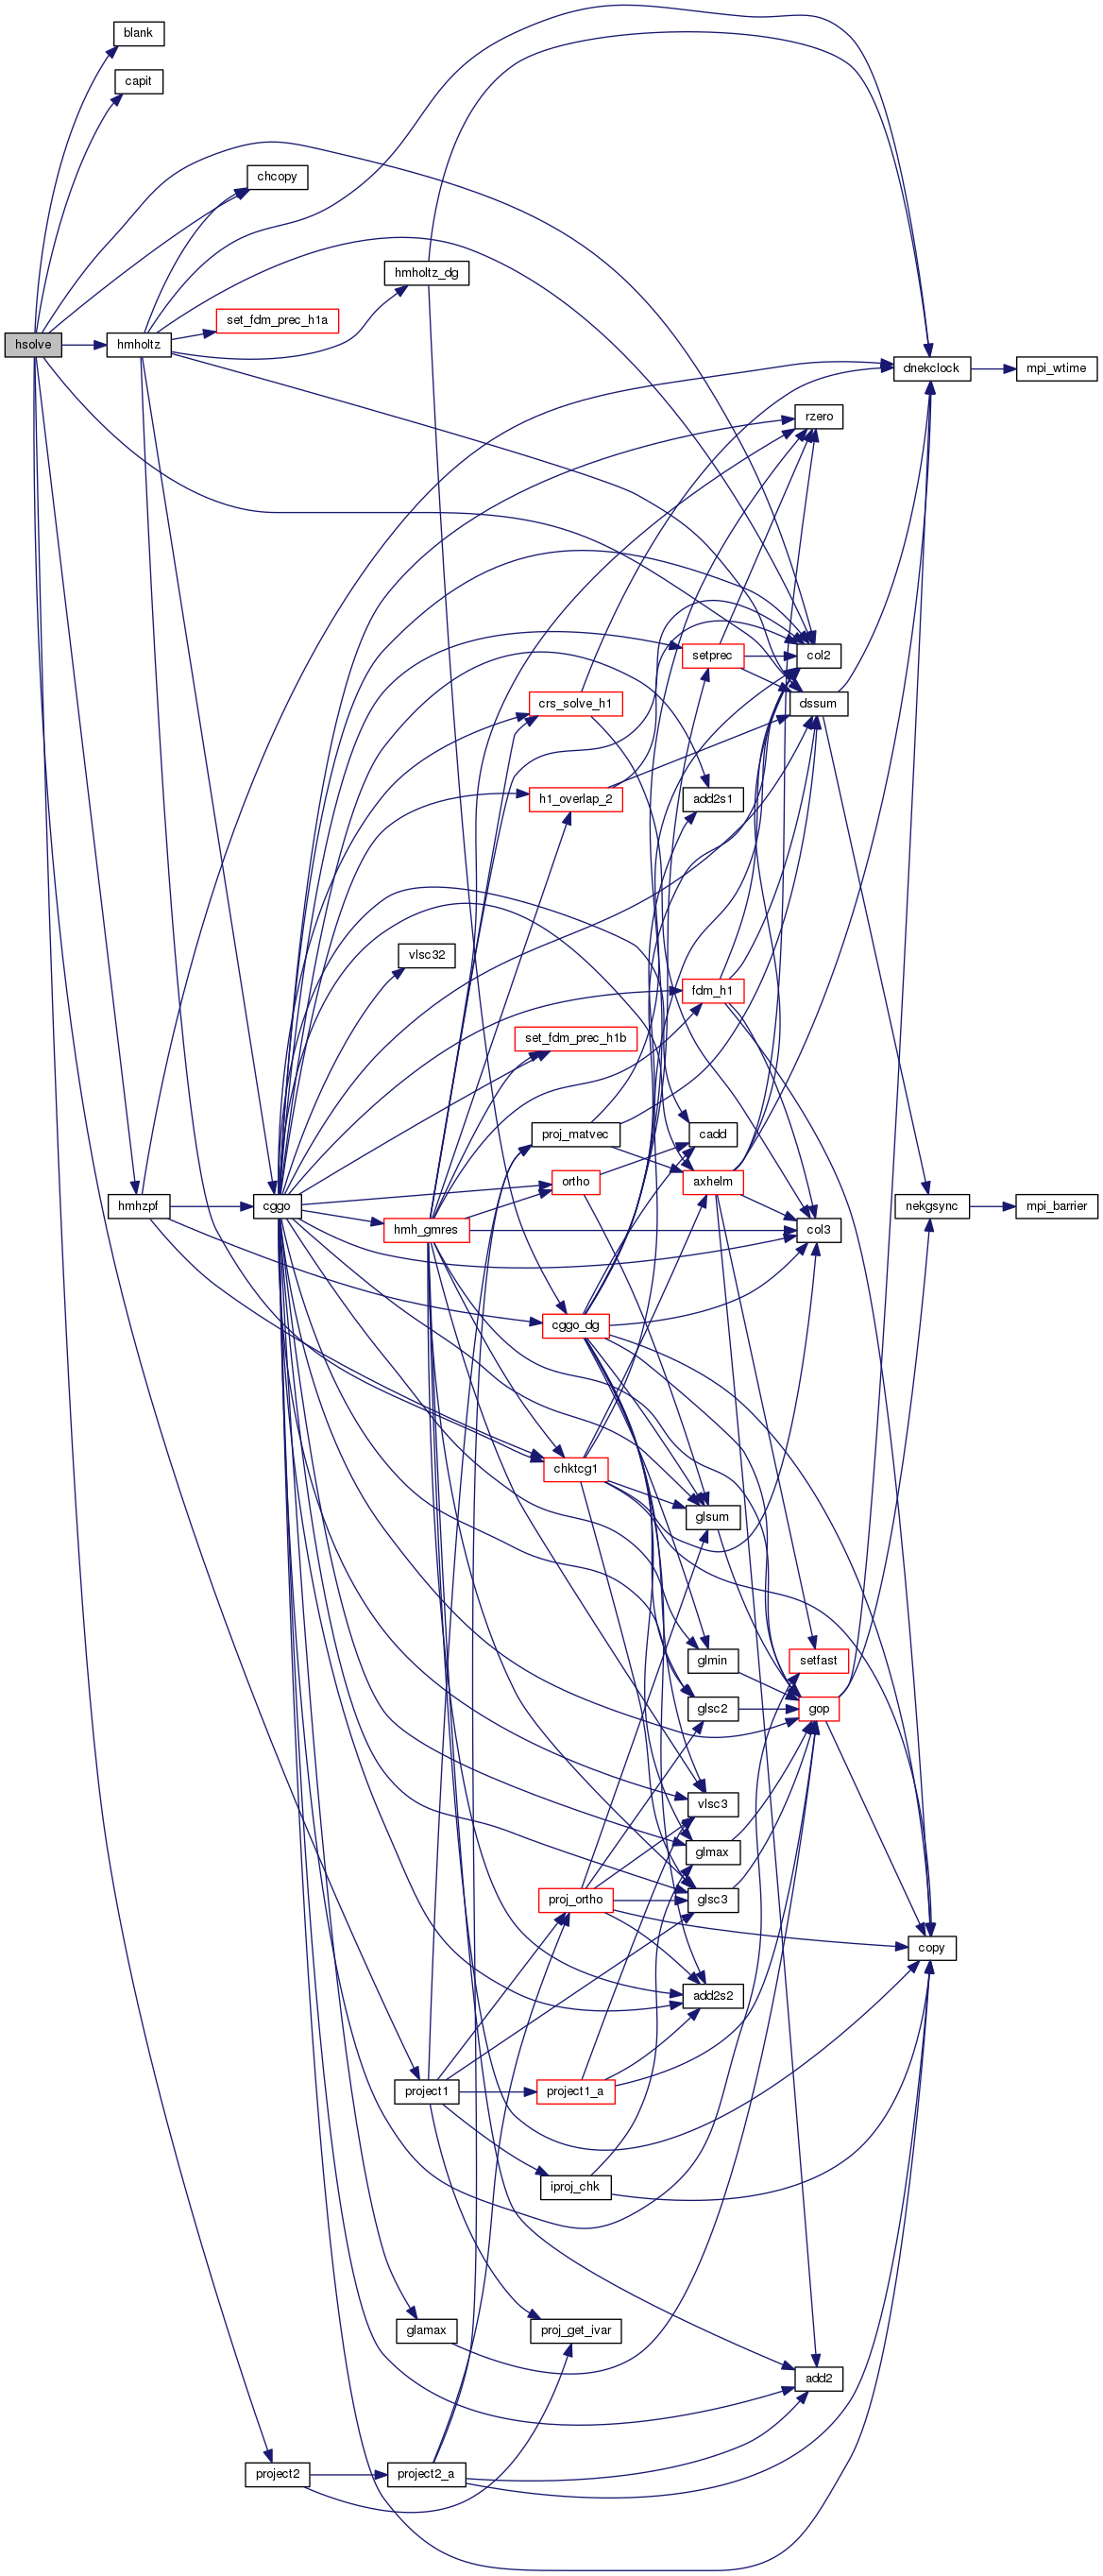 blank
capit
chcopy
hmholtz_dg
set_fdm_prec_h1a
hsolve
hmholtz
dnekclock
mpi_wtime
rzero
setprec
col2
crs_solve_h1
dssum
h1_overlap_2
add2s1
vlsc32
fdm_h1
set_fdm_prec_h1b
proj_matvec
cadd
ortho
axhelm
hmhzpf
cggo
nekgsync
mpi_barrier
hmh_gmres
col3
cggo_dg
chktcg1
glsum
glmin
setfast
glsc2
gop
vlsc3
glmax
proj_ortho
glsc3
copy
add2s2
project1
project1_a
iproj_chk
glamax
proj_get_ivar
add2
project2
project2_a